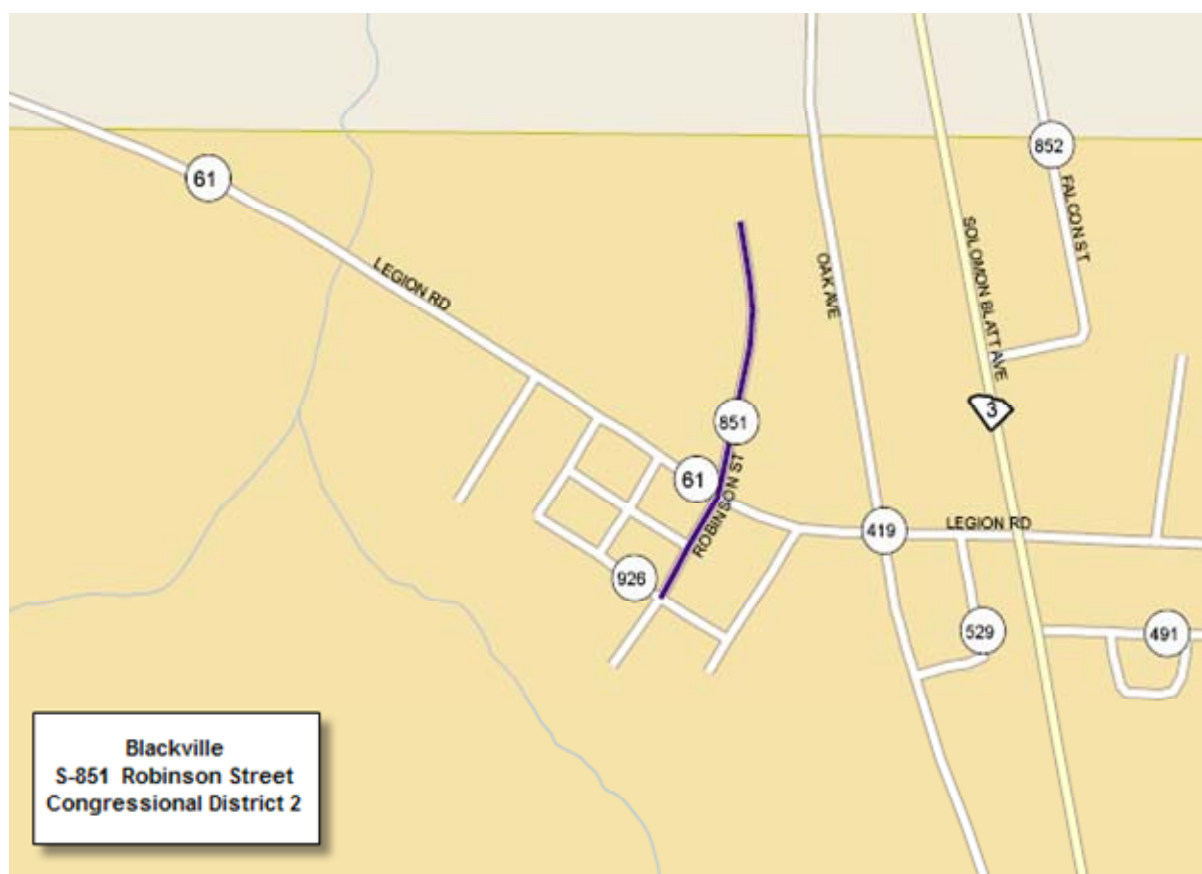 852
61
FALCON ST
SOLOMON BLATT AVE
OAK AVE
LEGION RD
3
851
61
ROBINSON ST
419
LEGION RD
926
529
491
Blackville
S-851 Robinson Street
Congressional District 2